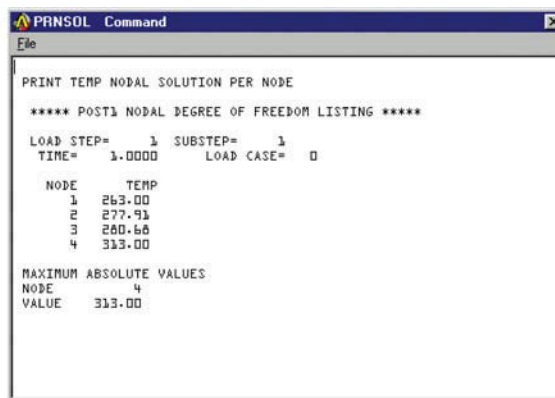 PRNSOL Command
File
PRINT TEMP NODAL SOLUTION PER NODE
***** POST1 NODAL DEGREE OF FREEDOM LISTING *****
LOAD STEP= 1 SUBSTEP= 1
TIME= 1.0000 LOAD CASE= 0
NODE TEMP
1 263.00
2 277.91
3 280.68
4 313.00
MAXIMUM ABSOLUTE VALUES
NODE 4
VALUE 313.00